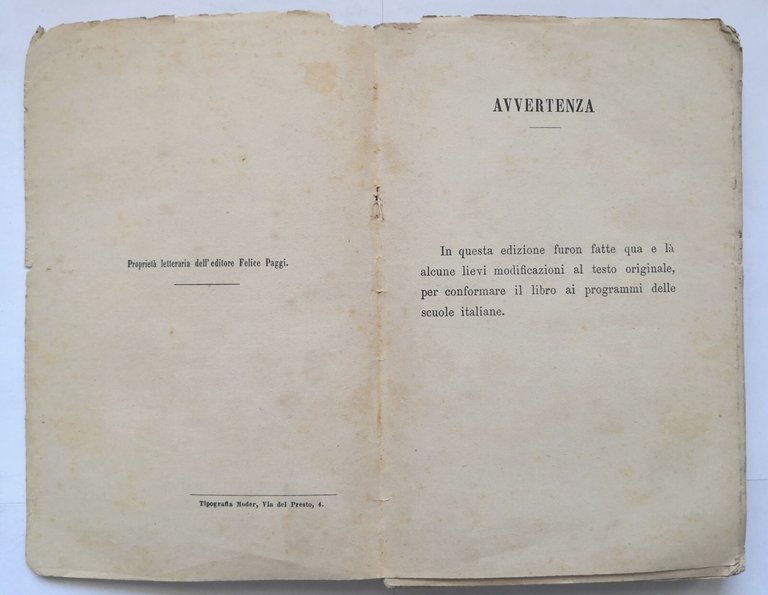 Proprietà letteraria dell'editore Felice Paggi.
Tipografia Moder, Via del Presto, 4.
AVVERTENZA
In questa edizione furon fatte qua e là
alcune lievi modificazioni al testo originale,
per conformare il libro ai programmi delle
scuole italiane.